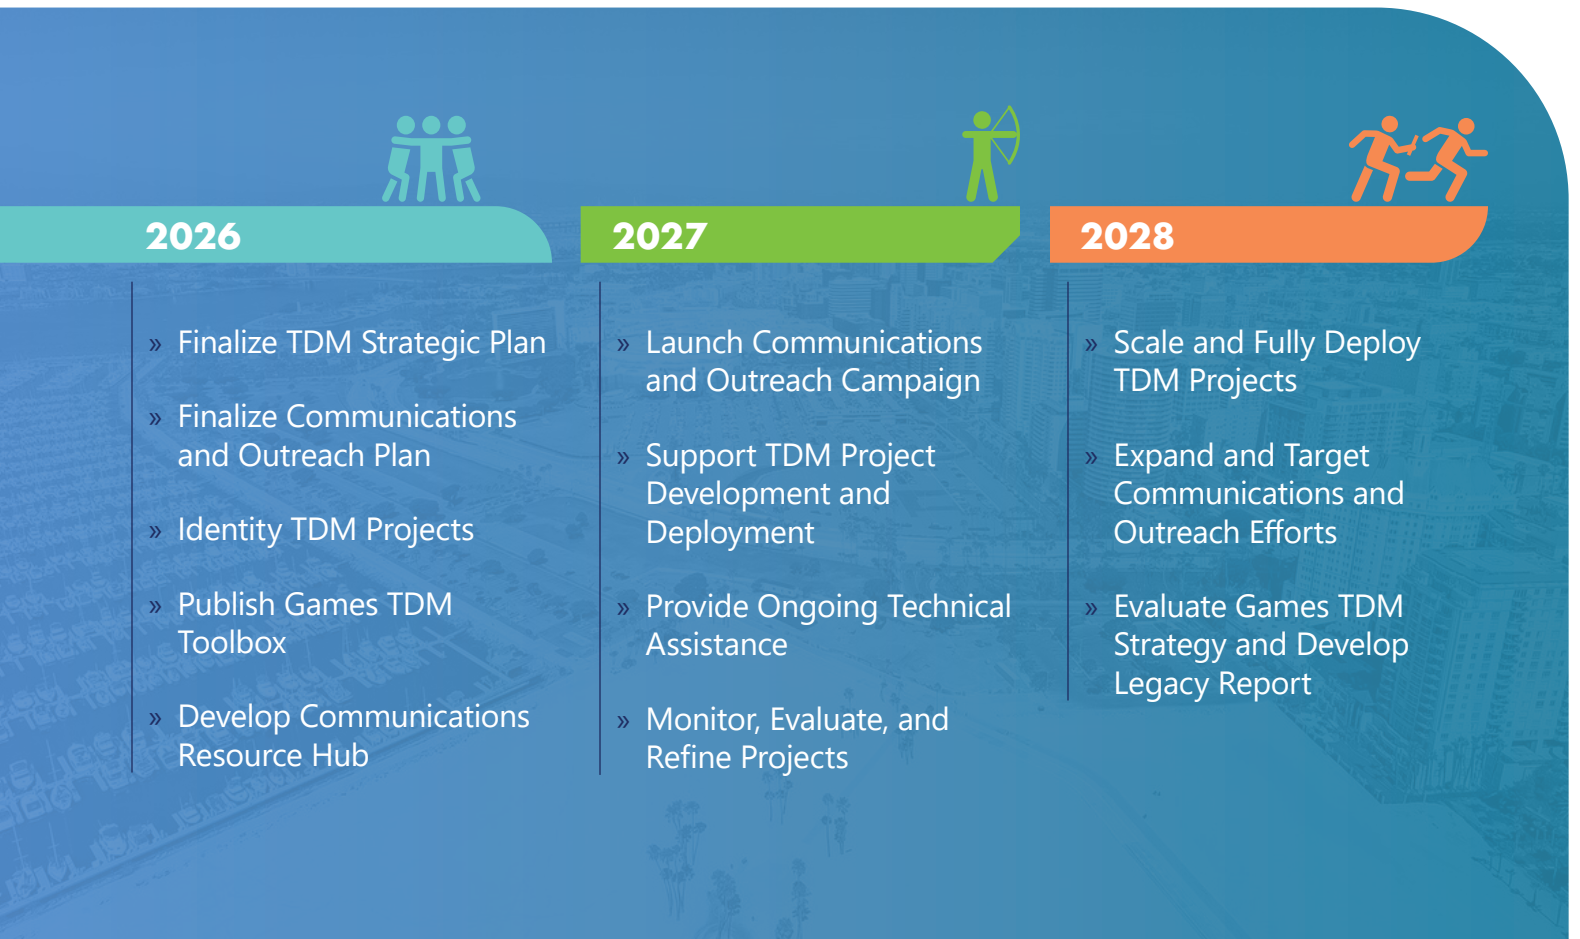 2026
» Finalize TDM Strategic Plan
» Finalize Communications
and Outreach Plan
» Identity TDM Projects
» Publish Games TDM
Toolbox
» Develop Communications
Resource Hub
2027
» Launch Communications
and Outreach Campaign
» Support TDM Project
Development and
Deployment
» Provide Ongoing Technical
Assistance
» Monitor, Evaluate, and
Refine Projects
2028
» Scale and Fully Deploy
TDM Projects
» Expand and Target
Communications and
Outreach Efforts
» Evaluate Games TDM
Strategy and Develop
Legacy Report